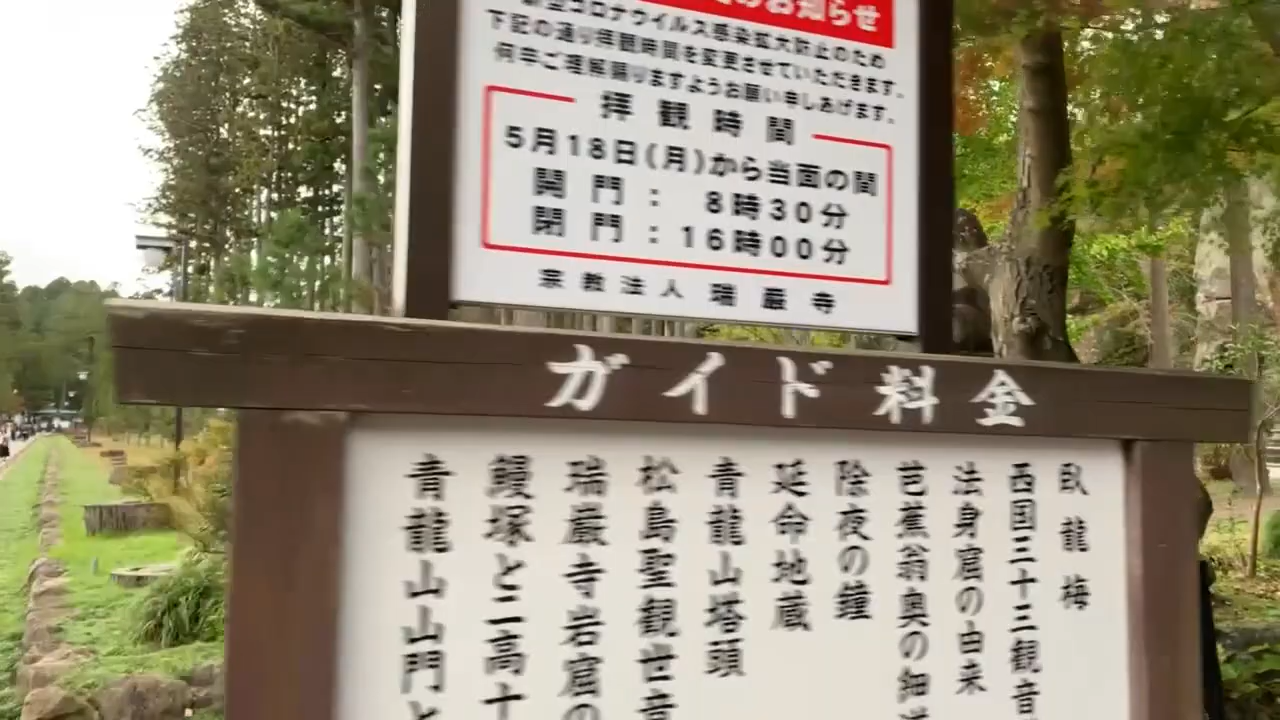 のお知らせ
新型コロナウイルス感染拡大防止のため
下記の通り拝観時間を変更させていただきます。
何卒ご理解賜りますようお願い申しあげます。
拝観時間
5月18日(月)から当面の間
開門：8時30分
閉門：16時00分
宗教法人 瑞巌寺
ガイド料金
臥龍梅
西国三十三観音
法身窟の由来
芭蕉翁奥の細道
除夜の鐘
延命地蔵
青龍山塔頭
松島聖観世音
瑞巌寺岩窟の
鰻塚と二高十
青龍山山門と